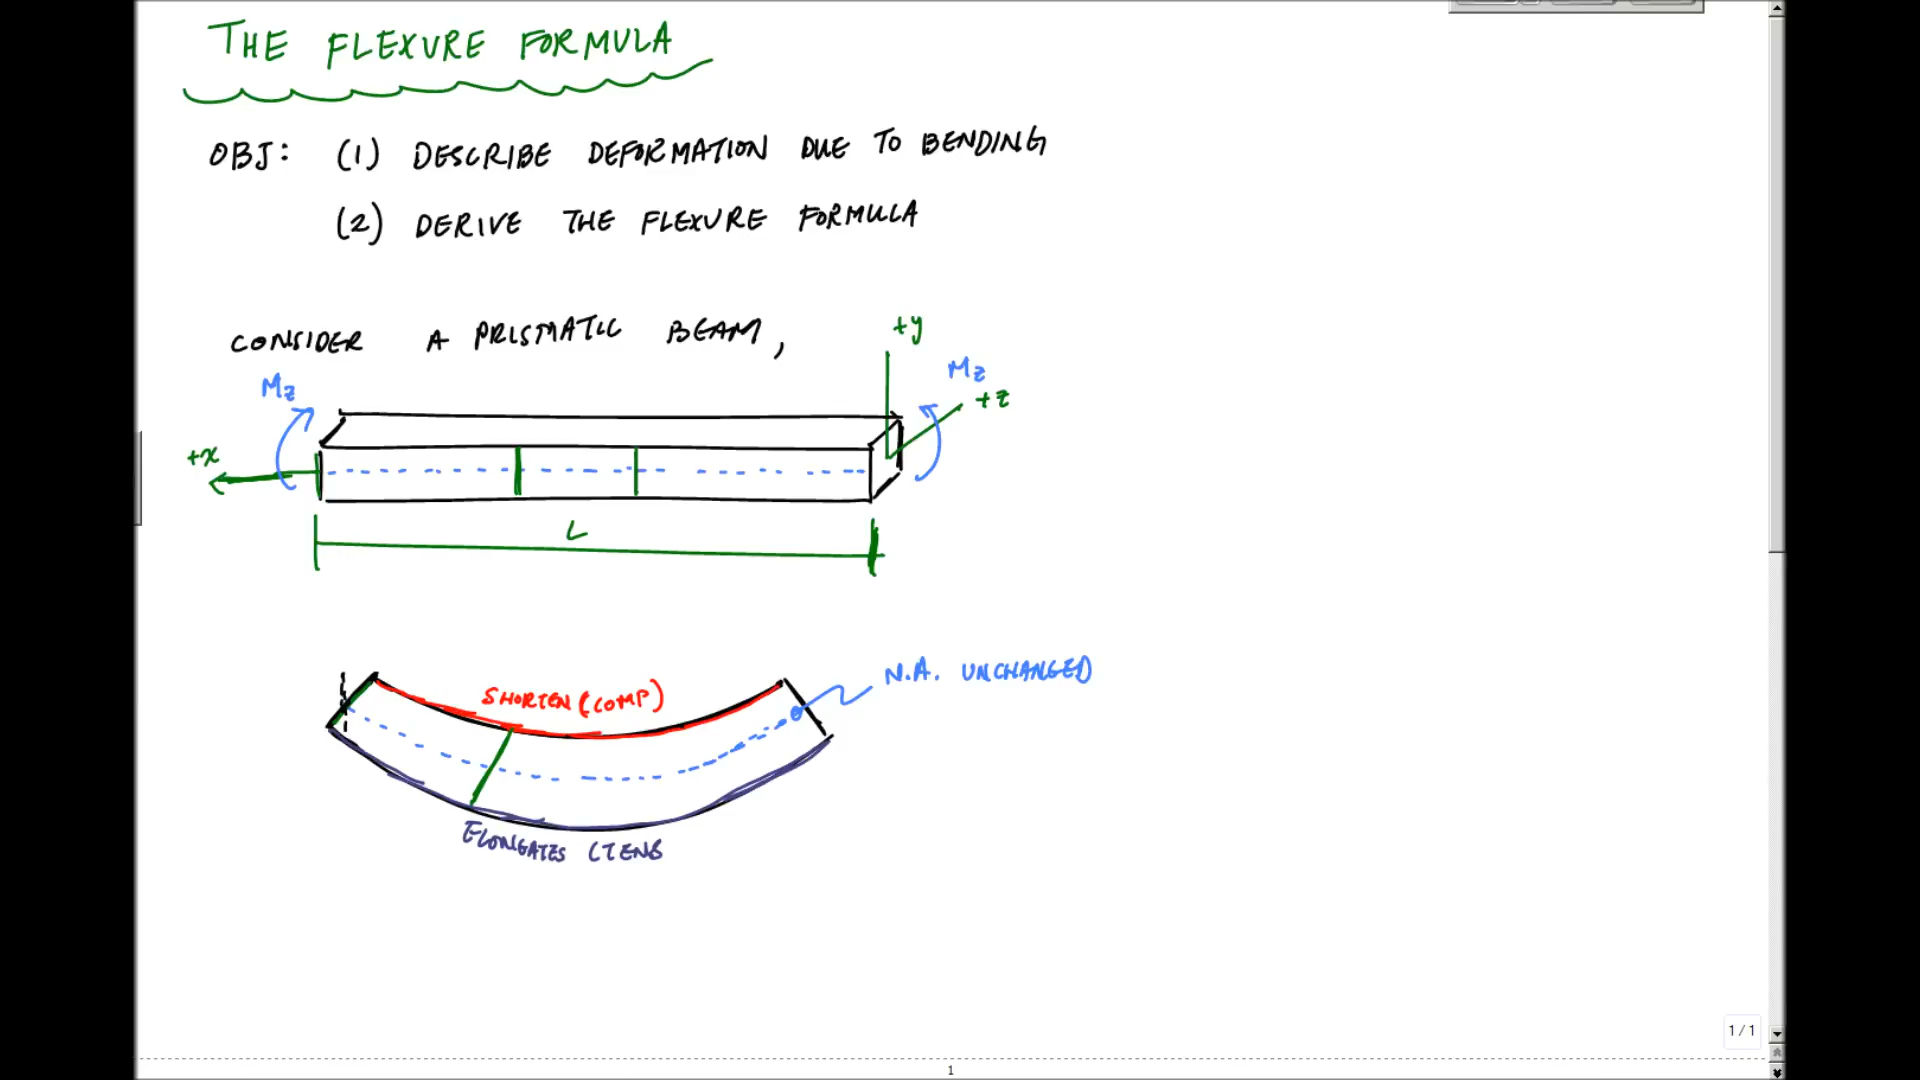 THE FLEXURE FORMULA
OBJ: (1) DESCRIBE DEFORMATION DUE TO BENDING
(2) DERIVE THE FLEXURE FORMULA
CONSIDER A PRISMATIC BEAM,
+y
Mz
Mz
+z
+x
L
N.A. UNCHANGED
SHORTEN (COMP)
ELONGATES (TENS
1/1
1